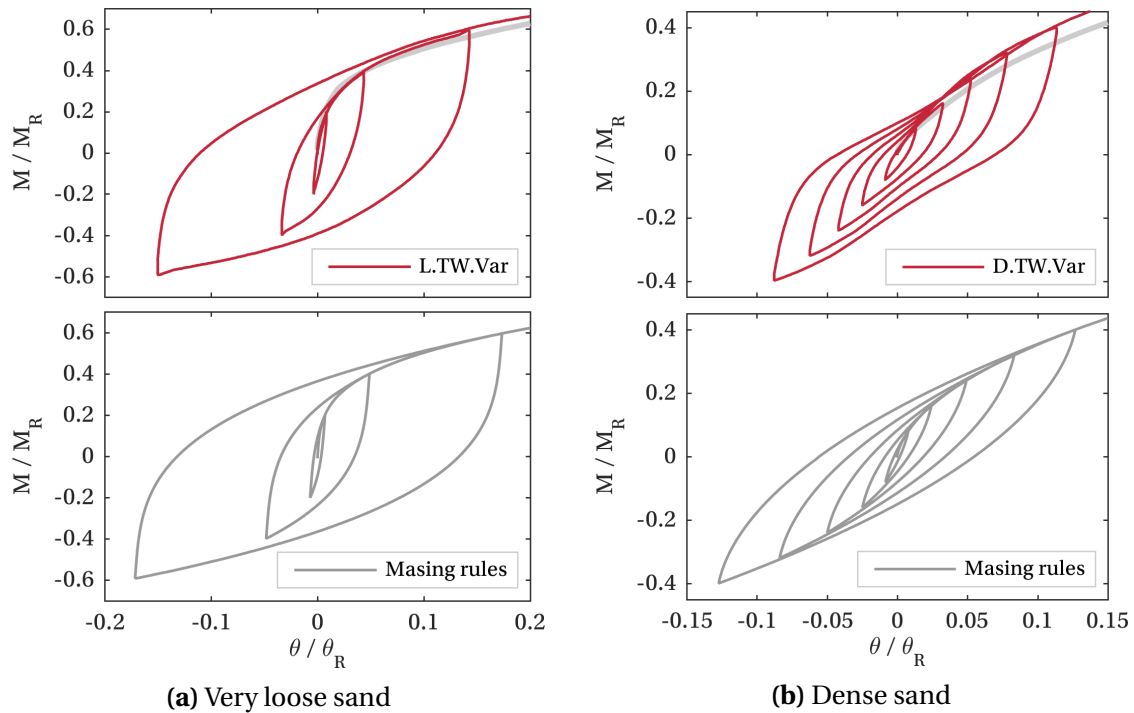 0.6
0.4
0.2
0
-0.2
-0.4
-0.6
M / M_R
L.TW.Var
0.4
0.2
0
-0.2
-0.4
M / M_R
D.TW.Var
0.6
0.4
0.2
0
-0.2
-0.4
-0.6
M / M_R
Masing rules
-0.2 -0.1 0 0.1 0.2
θ / θ_R
(a) Very loose sand
0.4
0.2
0
-0.2
-0.4
M / M_R
Masing rules
-0.15 -0.1 -0.05 0 0.05 0.1 0.15
θ / θ_R
(b) Dense sand